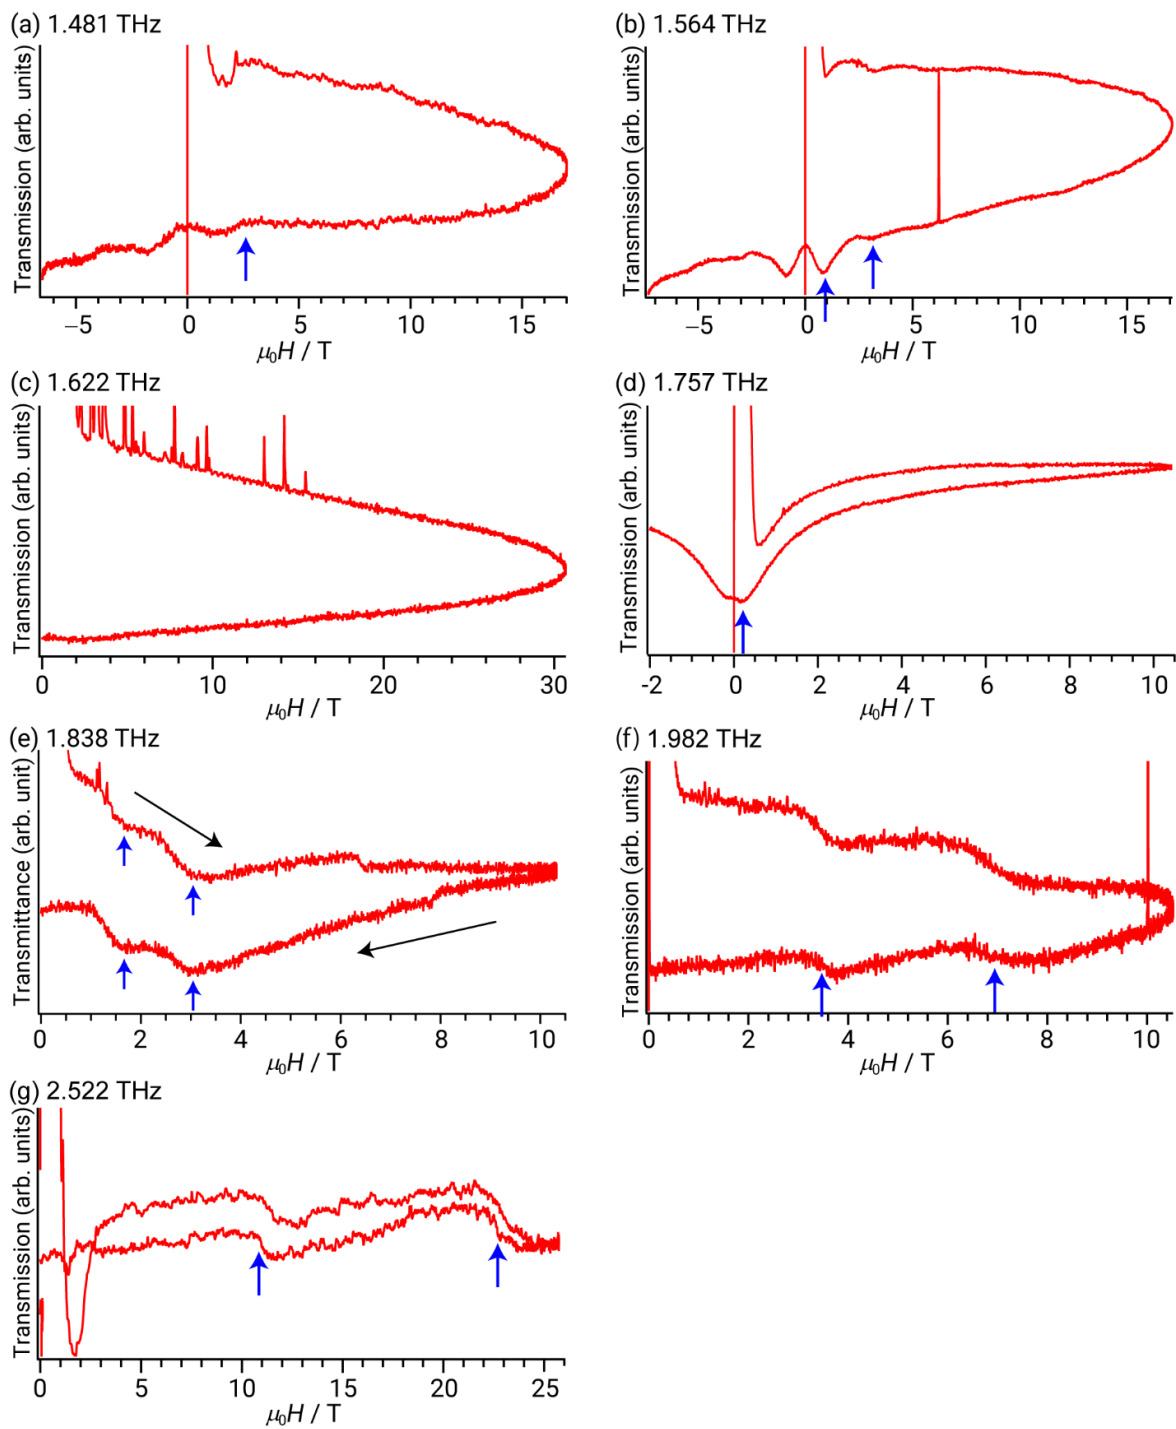 (a) 1.481 THz
Transmission (arb. units)
−5 0 5 10 15
μ₀H / T
(b) 1.564 THz
Transmission (arb. units)
−5 0 5 10 15
μ₀H / T
(c) 1.622 THz
Transmission (arb. units)
0 10 20 30
μ₀H / T
(d) 1.757 THz
Transmission (arb. units)
-2 0 2 4 6 8 10
μ₀H / T
(e) 1.838 THz
Transmittance (arb. unit)
0 2 4 6 8 10
μ₀H / T
(f) 1.982 THz
Transmission (arb. units)
0 2 4 6 8 10
μ₀H / T
(g) 2.522 THz
Transmission (arb. units)
0 5 10 15 20 25
μ₀H / T